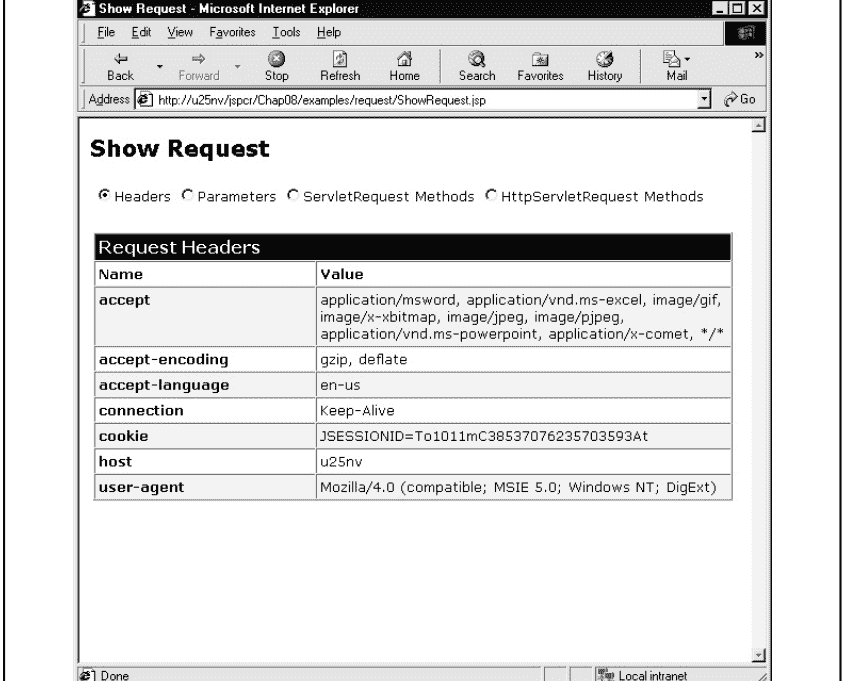 Show Request - Microsoft Internet Explorer
File Edit View Favorites Tools Help
Back Forward Stop Refresh Home Search Favorites History Mail »
Address http://u25nv/jspcr/Chap08/examples/request/ShowRequest.jsp Go
Show Request
Headers Parameters ServletRequest Methods HttpServletRequest Methods
Request Headers
Name Value
accept application/msword, application/vnd.ms-excel, image/gif,
image/x-xbitmap, image/jpeg, image/pjpeg,
application/vnd.ms-powerpoint, application/x-comet, */*
accept-encoding gzip, deflate
accept-language en-us
connection Keep-Alive
cookie JSESSIONID=To1011mC38537076235703593At
host u25nv
user-agent Mozilla/4.0 (compatible; MSIE 5.0; Windows NT; DigExt)
Done Local intranet